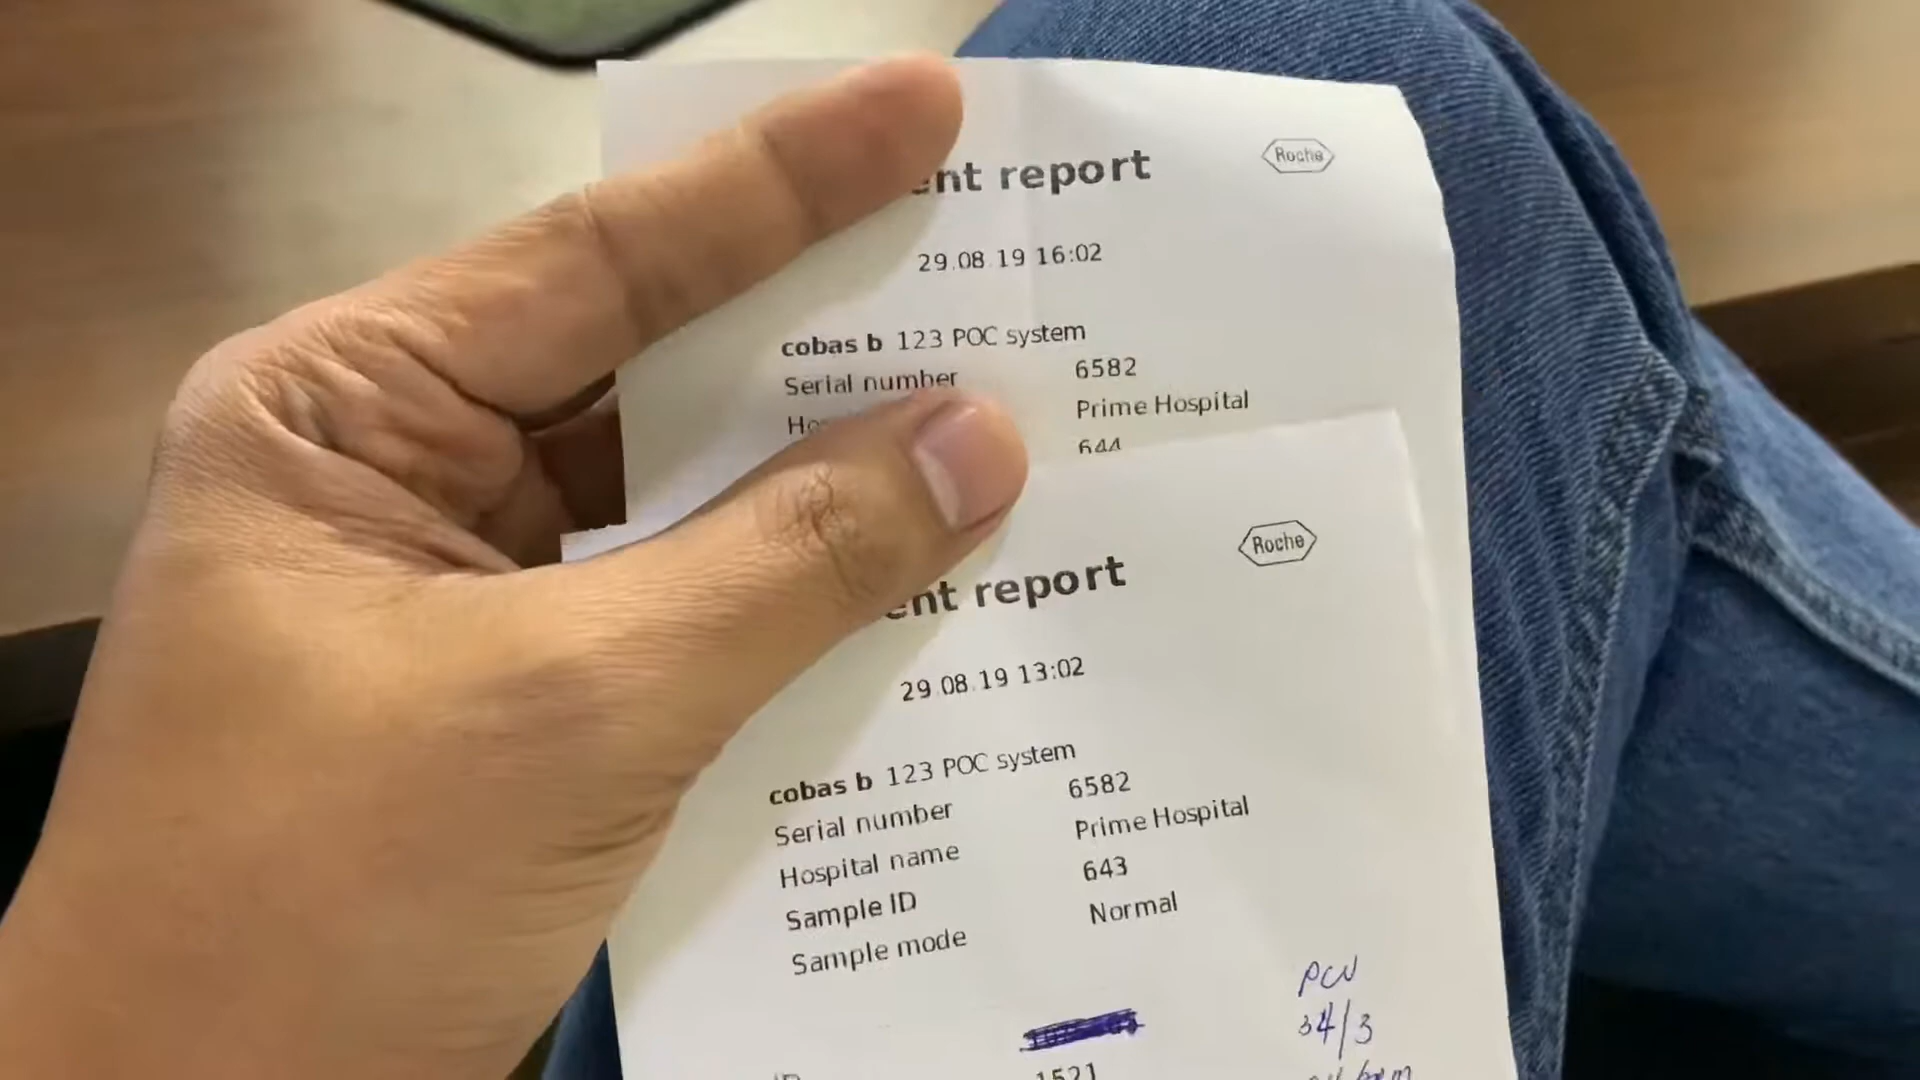 ent report
Roche
29.08.19 16:02
cobas b 123 POC system
Serial number 6582
Prime Hospital
644
ent report
Roche
29.08.19 13:02
cobas b 123 POC system
Serial number 6582
Hospital name Prime Hospital
Sample ID 643
Sample mode Normal
34/3
1521